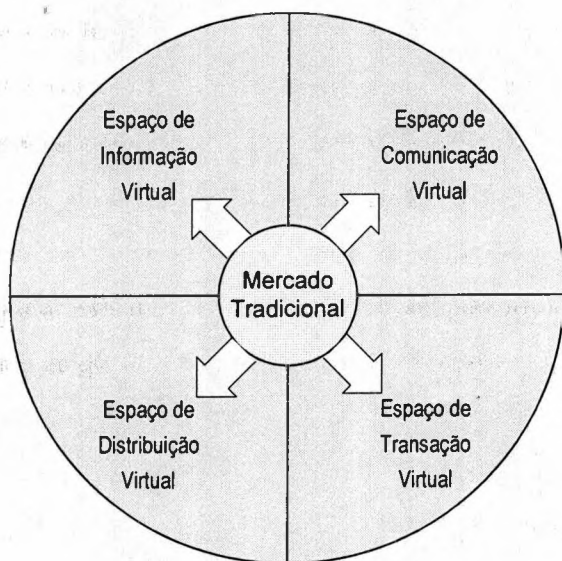 Espaço de
Informação
Virtual
Espaço de
Comunicação
Virtual
Mercado
Tradicional
Espaço de
Distribuição
Virtual
Espaço de
Transação
Virtual